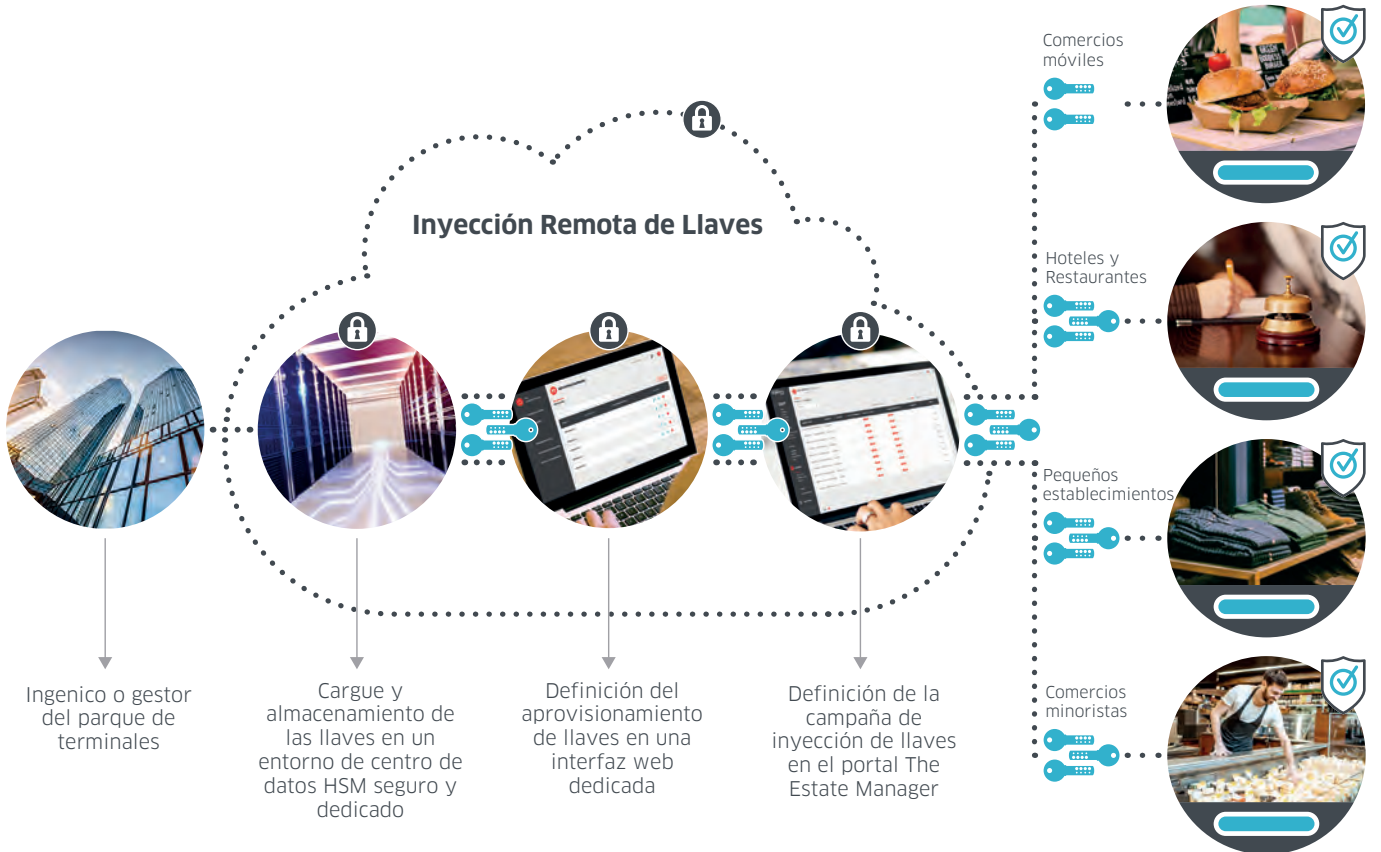 Comercios
móviles
Inyección Remota de Llaves
Hoteles y
Restaurantes
Pequeños
establecimientos
Comercios
minoristas
Ingenico o gestor
del parque de
terminales
Cargue y
almacenamiento de
las llaves en un
entorno de centro de
datos HSM seguro y
dedicado
Definición del
aprovisionamiento
de llaves en una
interfaz web
dedicada
Definición de la
campaña de
inyección de llaves
en el portal The
Estate Manager